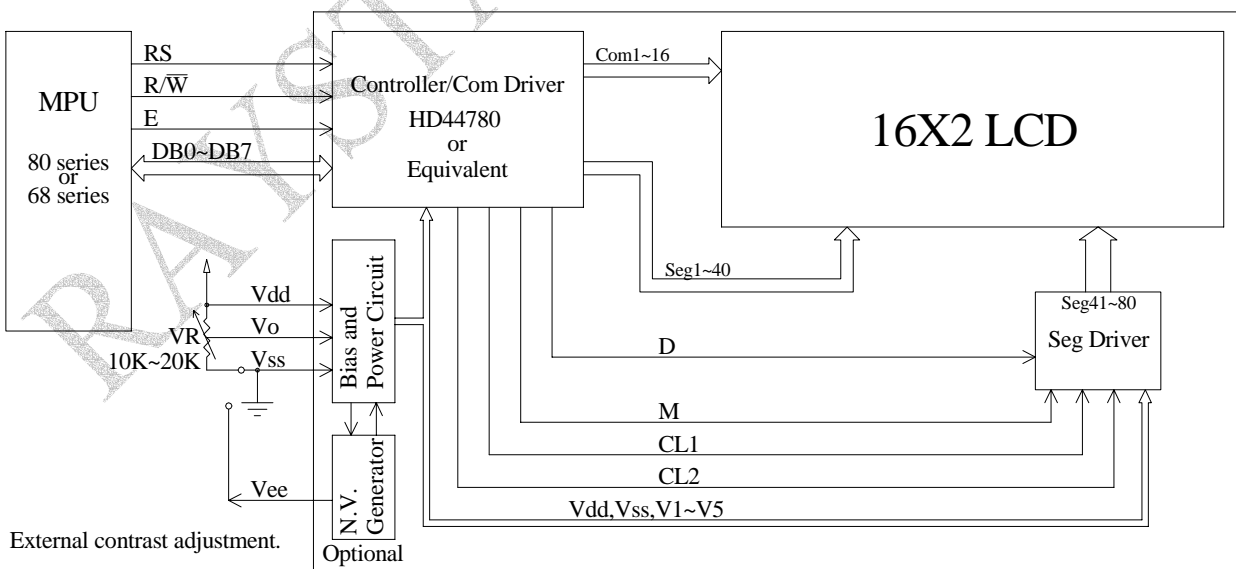 RAYSTA
MPU
80 series
or
68 series
RS
R/W̅
E
DB0~DB7
Controller/Com Driver
HD44780
or
Equivalent
Com1~16
16X2 LCD
Seg1~40
Seg41~80
Seg Driver
Vdd
Vo
VR
10K~20K
Vss
Bias and
Power Circuit
D
M
CL1
CL2
Vdd,Vss,V1~V5
Vee
N.V.
Generator
Optional
External contrast adjustment.